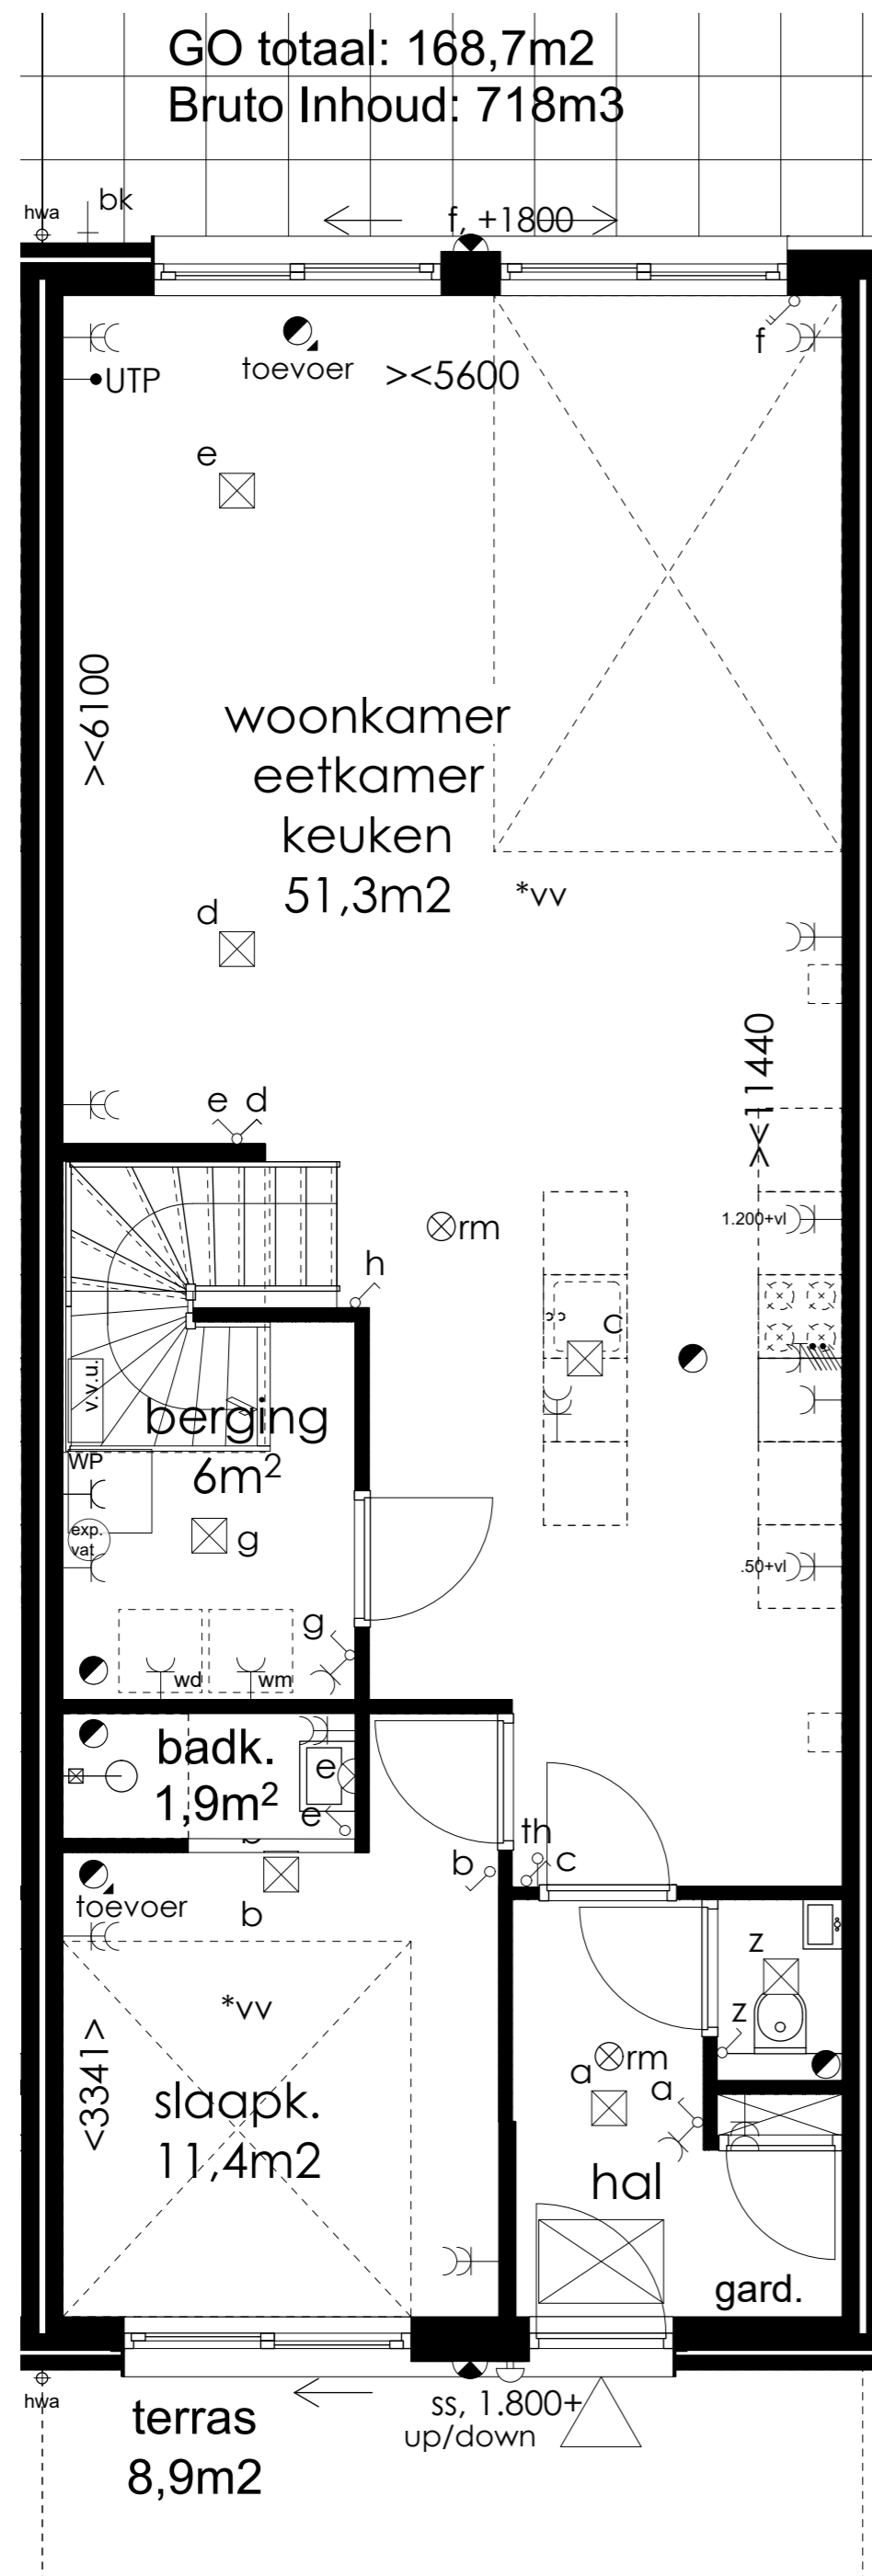 GO totaal: 168,7m2
Bruto Inhoud: 718m3
hwa
bk
f, +1800
f
toevoer
><5600
UTP
e
><6100
woonkamer
eetkamer
keuken
51,3m2
*vv
d
><11440
e d
rm
1.200+vl
h
c
v.v.u.
berging
6m²
WP
exp.
vat
g
.50+vl
g
wd
wm
badk.
1,9m²
e
e
th
b
c
toevoer
b
z
*vv
z
rm
a
a
<3341>
slaapk.
11,4m2
hal
gard.
hwa
terras
8,9m2
ss, 1.800+
up/down